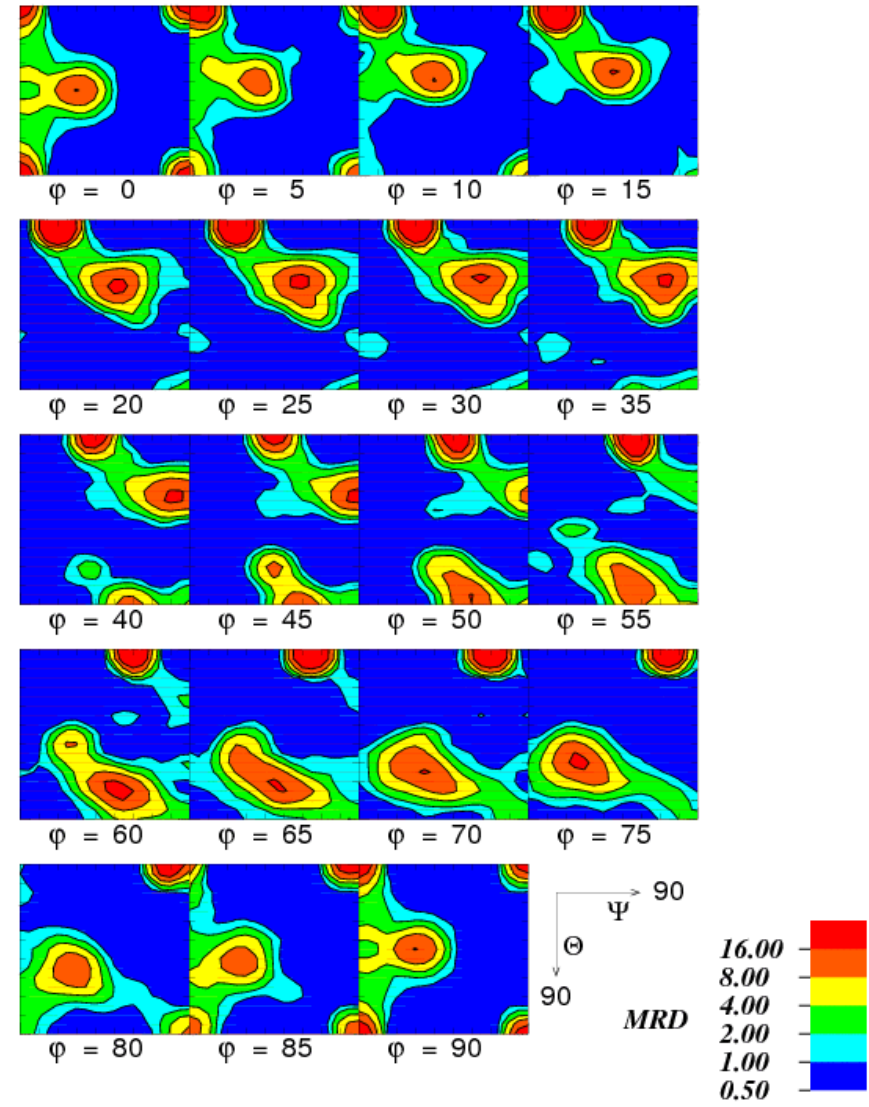 φ = 0 φ = 5 φ = 10 φ = 15
φ = 20 φ = 25 φ = 30 φ = 35
φ = 40 φ = 45 φ = 50 φ = 55
φ = 60 φ = 65 φ = 70 φ = 75
φ = 80 φ = 85 φ = 90
Ψ 90
Θ
90
MRD
16.00
8.00
4.00
2.00
1.00
0.50